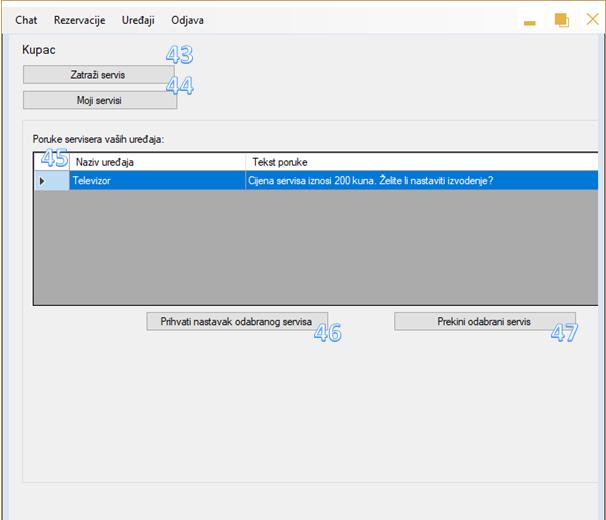 Chat Rezervacije Uređaji Odjava
Kupac
43
Zatraži servis
44
Moji servisi
Poruke servisera vaših uređaja:
45
Naziv uređaja Tekst poruke
Televizor Cijena servisa iznosi 200 kuna. Želite li nastaviti izvođenje?
Prihvati nastavak odabranog servisa Prekini odabrani servis
46 47